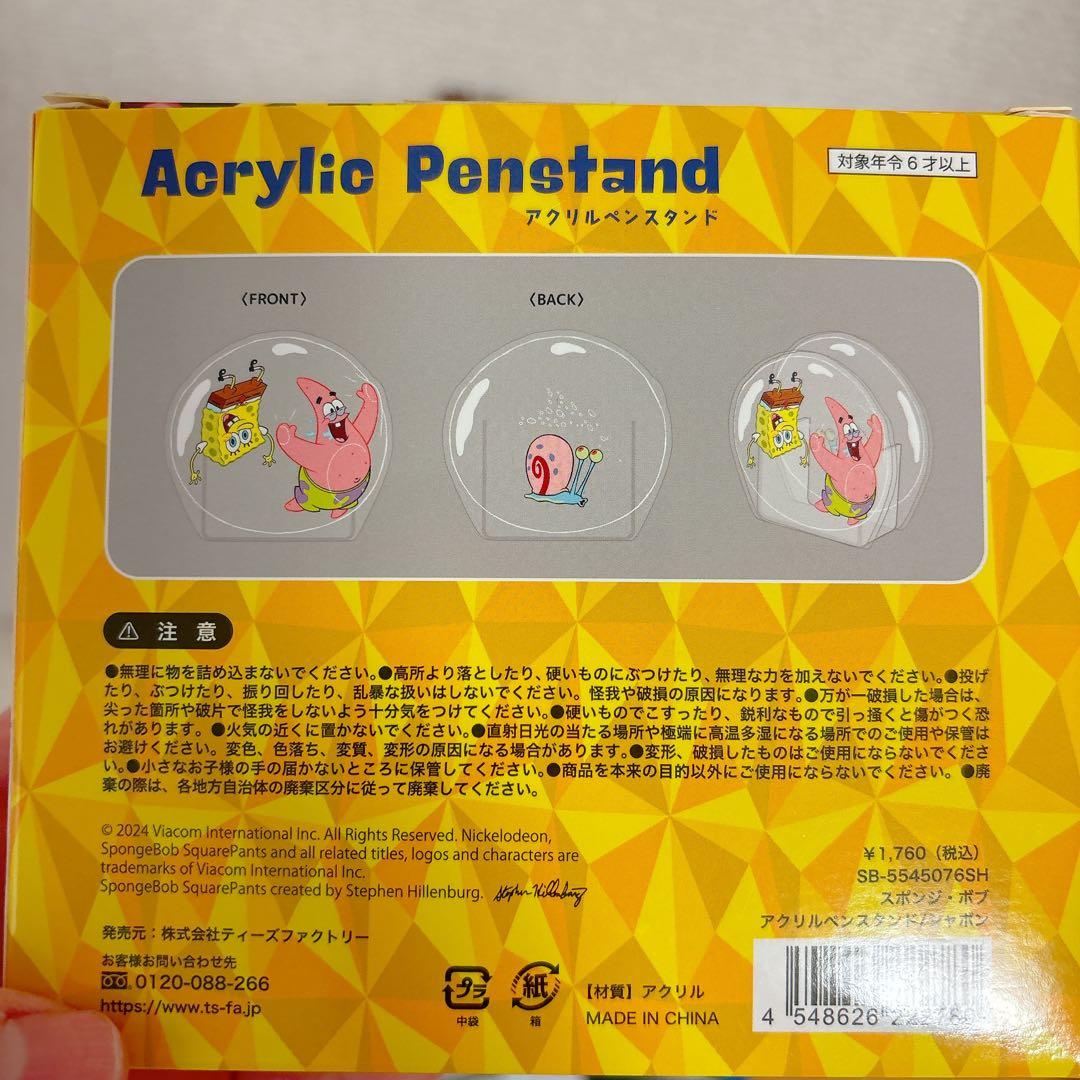 Acrylic Penstand
アクリルペンスタンド
対象年令6才以上
〈FRONT〉
〈BACK〉
⚠ 注意
●無理に物を詰め込まないでください。●高所より落としたり、硬いものにぶつけたり、無理な力を加えないでください。●投げ
たり、ぶつけたり、振り回したり、乱暴な扱いはしないでください。怪我や破損の原因になります。●万が一破損した場合は、
尖った箇所や破片で怪我をしないよう十分気をつけてください。●硬いものでこすったり、鋭利なもので引っ掻くと傷がつく恐
れがあります。●火気の近くに置かないでください。●直射日光の当たる場所や極端に高温多湿になる場所でのご使用や保管は
お避けください。変色、色落ち、変質、変形の原因になる場合があります。●変形、破損したものはご使用にならないでくださ
い。●小さなお子様の手の届かないところに保管してください。●商品を本来の目的以外にご使用にならないでください。●廃
棄の際は、各地方自治体の廃棄区分に従って廃棄してください。
© 2024 Viacom International Inc. All Rights Reserved. Nickelodeon,
SpongeBob SquarePants and all related titles, logos and characters are
trademarks of Viacom International Inc.
SpongeBob SquarePants created by Stephen Hillenburg. Stephen Hillenburg
発売元：株式会社ティーズファクトリー
お客様お問い合わせ先
0120-088-266
https://www.ts-fa.jp
プラ
中袋
紙
箱
【材質】アクリル
MADE IN CHINA
￥1,760（税込）
SB-5545076SH
スポンジ・ボブ
アクリルペンスタンド/シャボン
4 548626